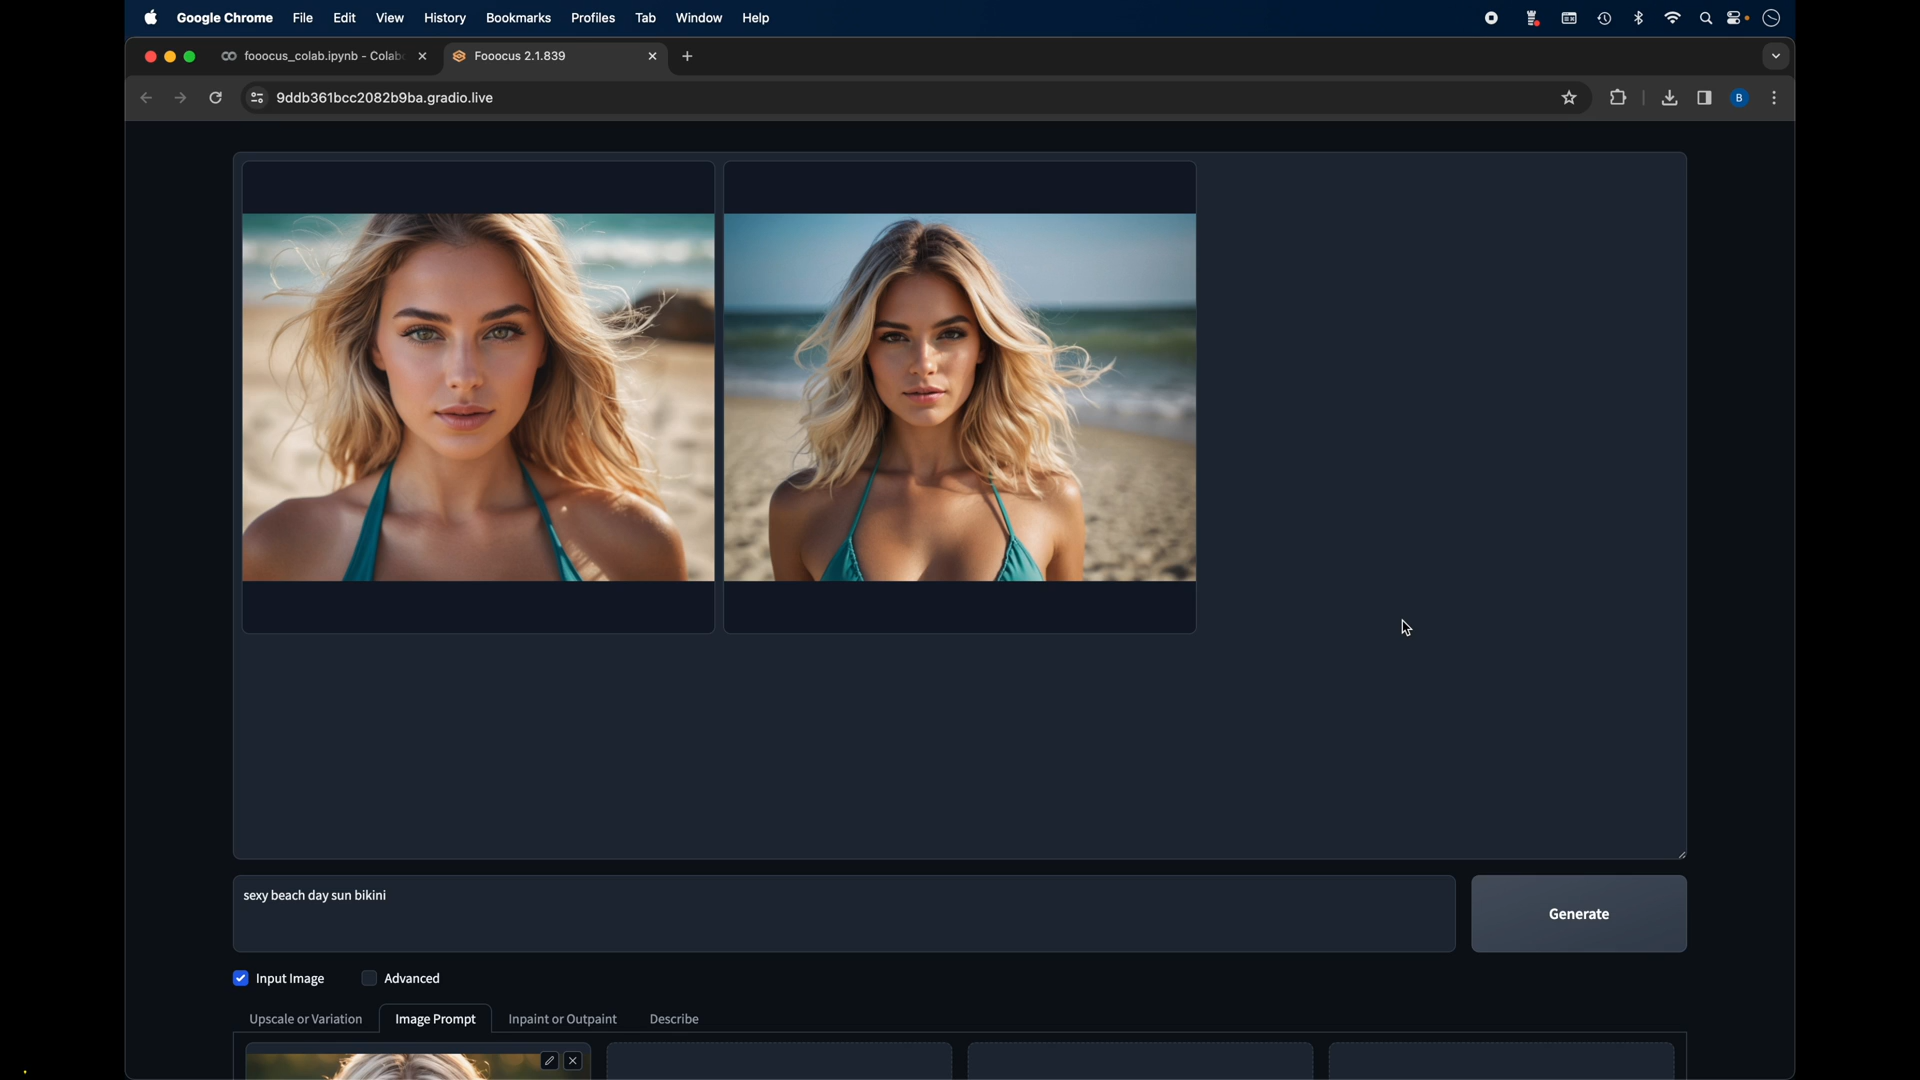 Google Chrome File Edit View History Bookmarks Profiles Tab Window Help
fooocus_colab.ipynb - Colab
Fooocus 2.1.839
9ddb361bcc2082b9ba.gradio.live
B
sexy beach day sun bikini
Generate
Input Image
Advanced
Upscale or Variation
Image Prompt
Inpaint or Outpaint
Describe